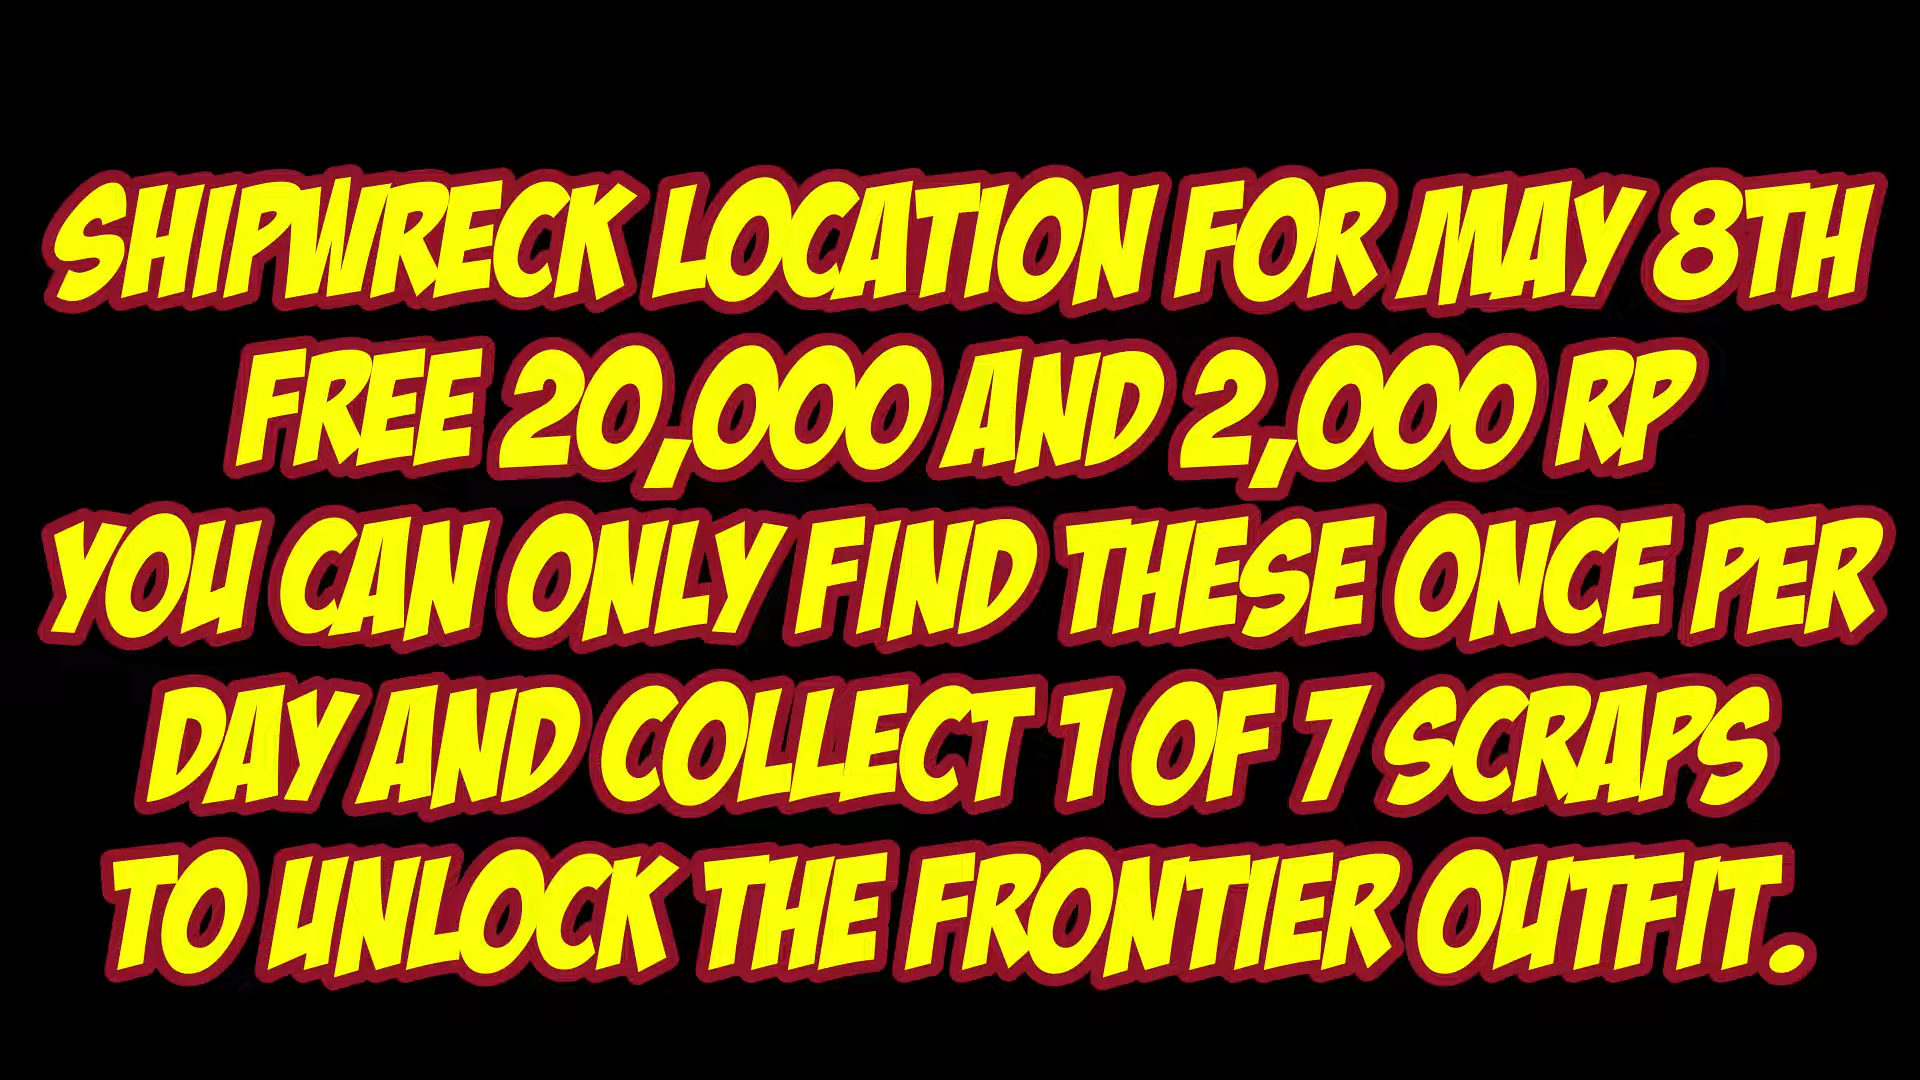 SHIPWRECK LOCATION FOR MAY 8TH
FREE 20,000 AND 2,000 RP
YOU CAN ONLY FIND THESE ONCE PER
DAY AND COLLECT 1 OF 7 SCRAPS
TO UNLOCK THE FRONTIER OUTFIT.